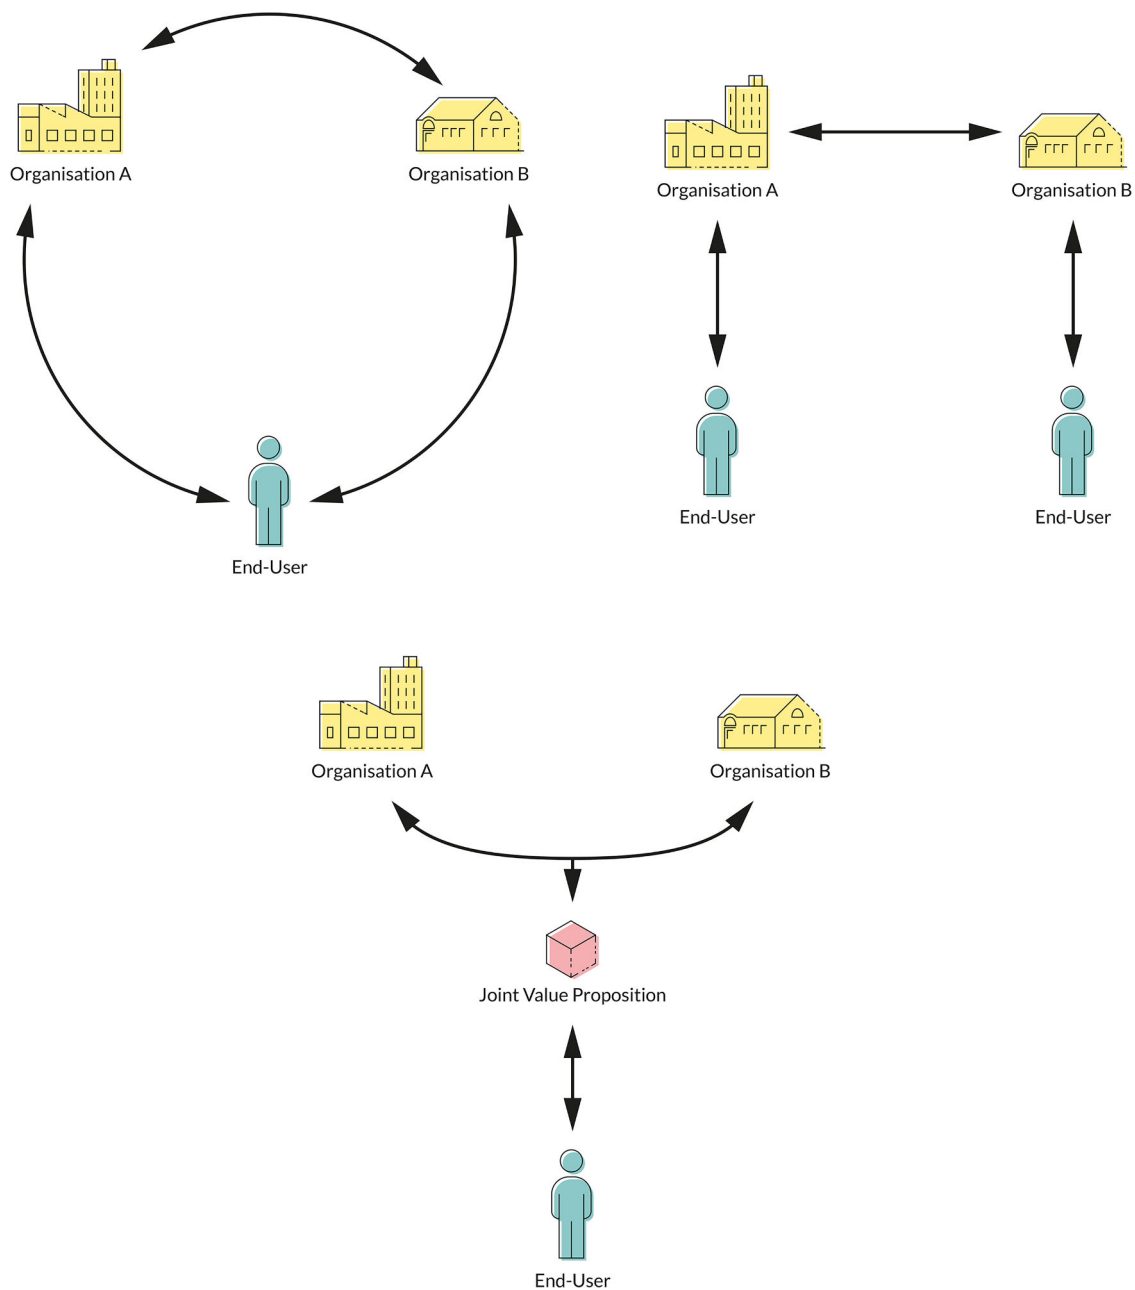 Organisation A
Organisation B
End-User
Organisation A
Organisation B
End-User
End-User
Organisation A
Organisation B
Joint Value Proposition
End-User